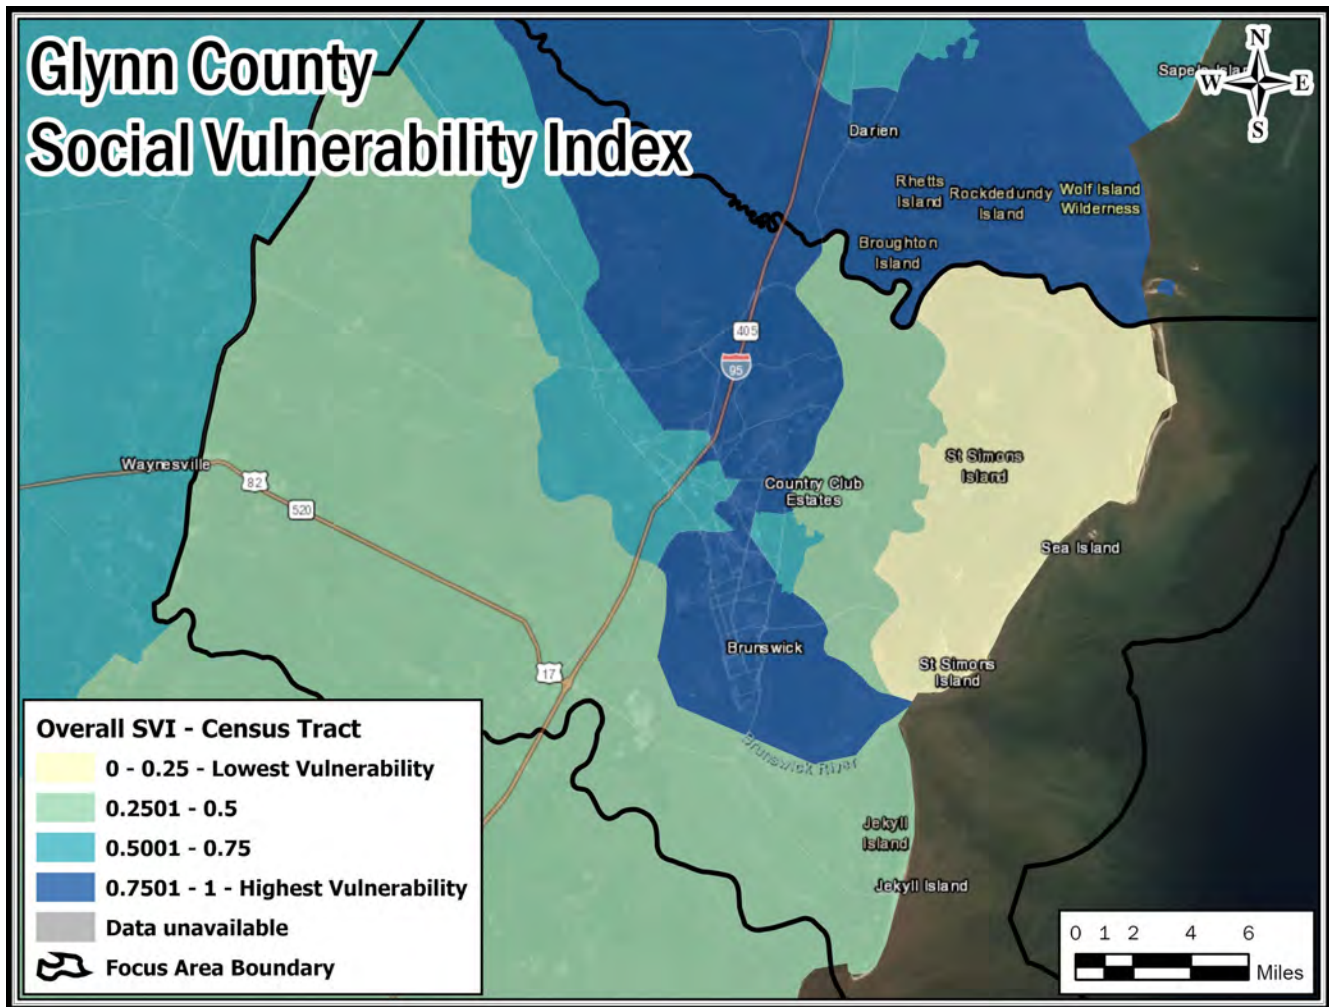 Glynn County
Social Vulnerability Index
N
W E
S
Sapelo Island
Darien
Rhetts
Island
Rockdedundy
Island
Wolf Island
Wilderness
Broughton
Island
405
95
Waynesville
82
520
St Simons
Island
Country Club
Estates
Sea Island
Brunswick
St Simons
Island
17
Brunswick River
Jekyll
Island
Jekyll Island
Overall SVI - Census Tract
0 - 0.25 - Lowest Vulnerability
0.2501 - 0.5
0.5001 - 0.75
0.7501 - 1 - Highest Vulnerability
Data unavailable
Focus Area Boundary
0 1 2 4 6
Miles